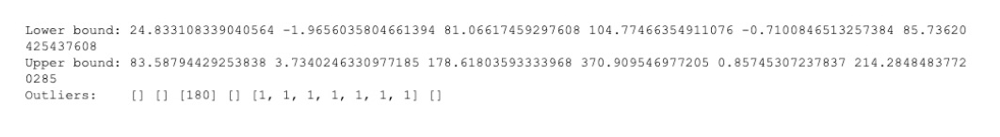 Lower bound: 24.833108339040564 -1.9656035804661394 81.06617459297608 104.77466354911076 -0.7100846513257384 85.73620
425437608
Upper bound: 83.58794429253838 3.7340246330977185 178.61803593333968 370.909546977205 0.85745307237837 214.2848483772
0285
Outliers: [] [] [180] [] [1, 1, 1, 1, 1, 1, 1] []